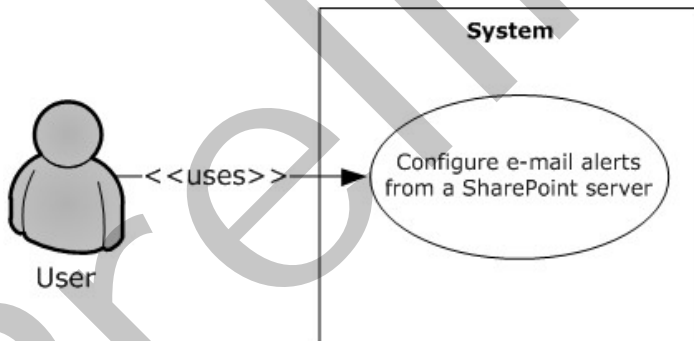 System
Configure e-mail alerts
from a SharePoint server
<<uses>>
User